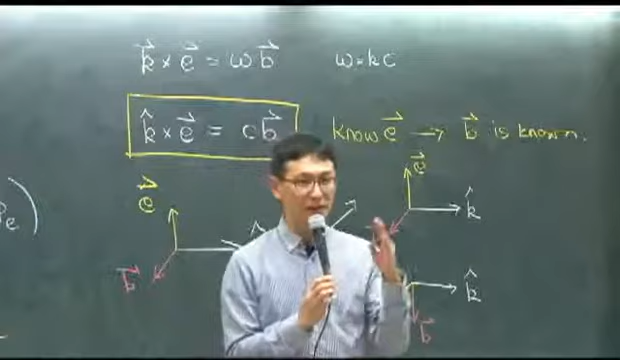 k⃗ × e⃗ = ω b⃗    ω = kc
k̂ × e⃗ = c b⃗    know e⃗ → b⃗ is known.
e⃗
e⃗
k̂
b⃗
k̂
b⃗